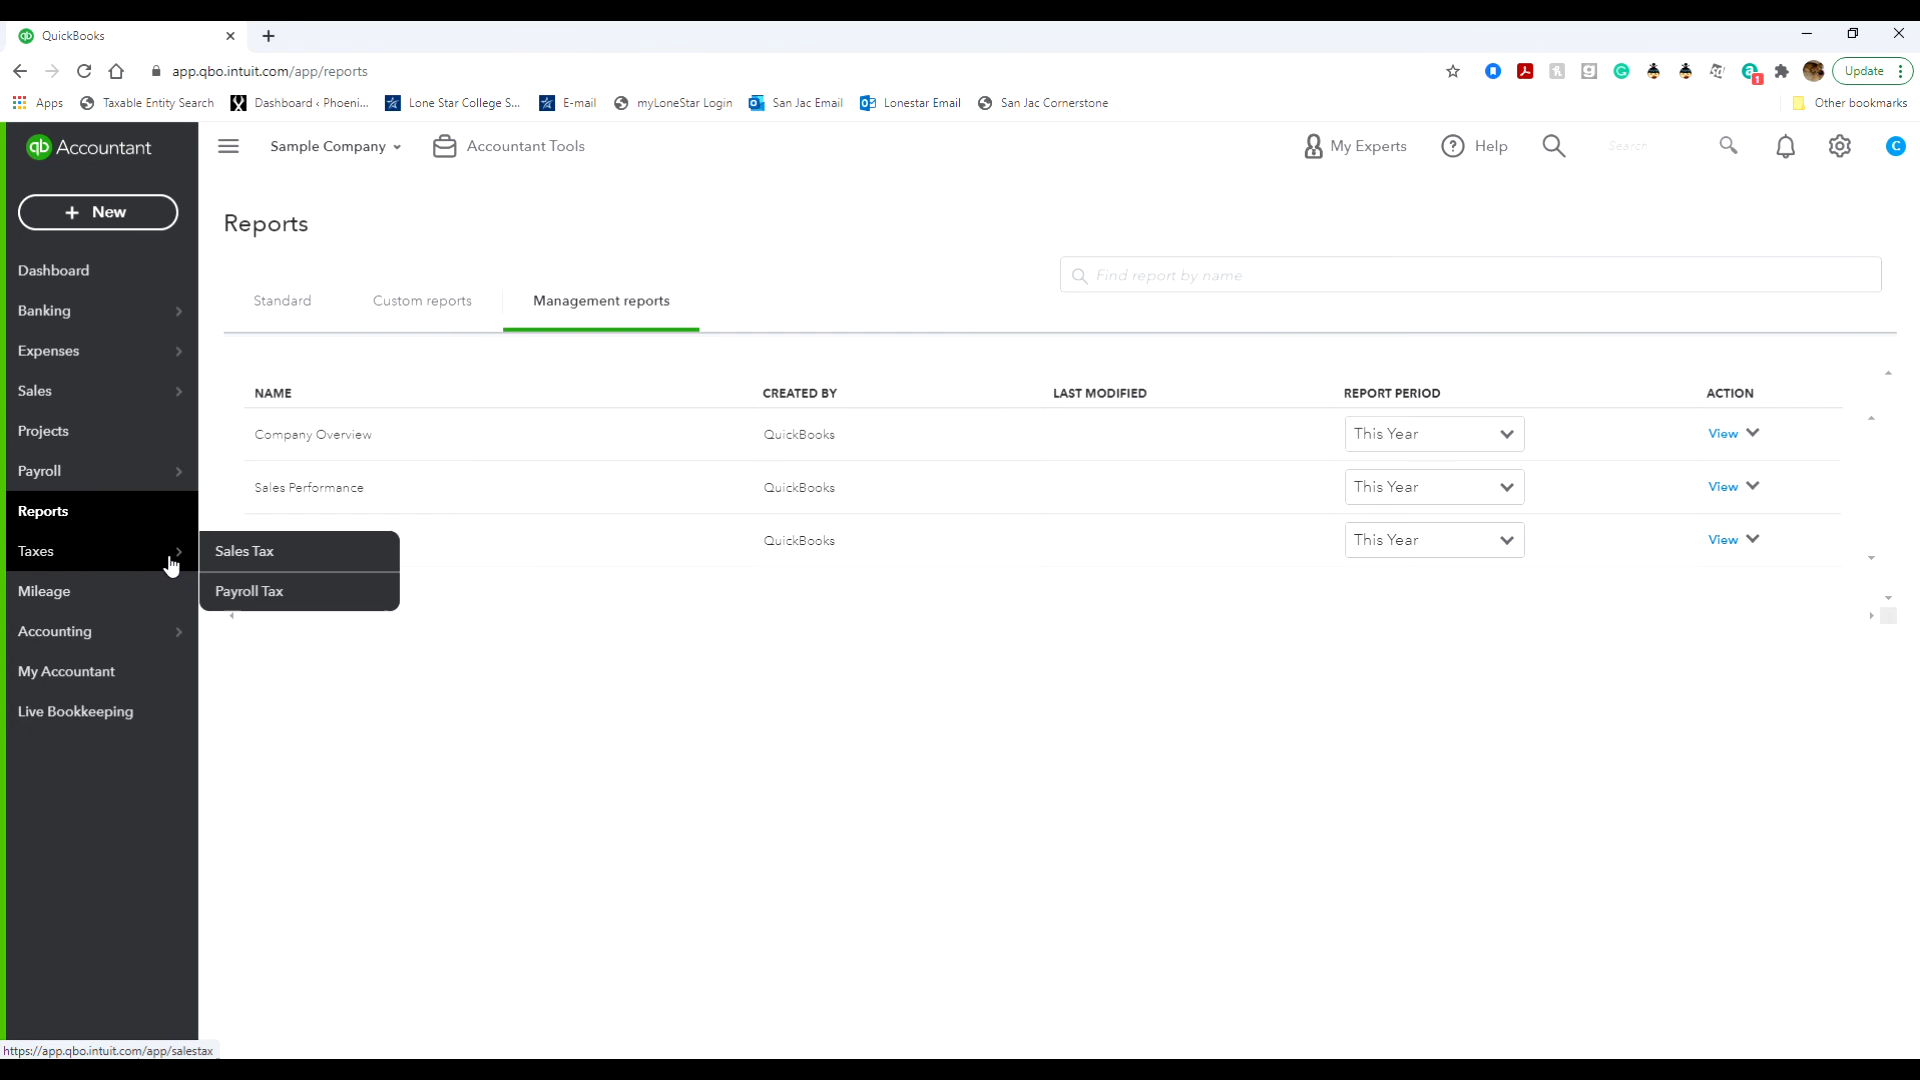 QuickBooks
app.qbo.intuit.com/app/reports
Update
Apps
Taxable Entity Search
Dashboard ‹ Phoeni...
Lone Star College S...
E-mail
myLoneStar Login
San Jac Email
Lonestar Email
San Jac Cornerstone
Other bookmarks
qb Accountant
Sample Company
Accountant Tools
My Experts
Help
Search
C
+ New
Reports
Dashboard
Find report by name
Standard
Custom reports
Management reports
Banking
Expenses
Sales
Projects
Payroll
Reports
Taxes
Mileage
Accounting
My Accountant
Live Bookkeeping
NAME CREATED BY LAST MODIFIED REPORT PERIOD ACTION
Company Overview QuickBooks This Year View
Sales Performance QuickBooks This Year View
QuickBooks This Year View
Sales Tax
Payroll Tax
https://app.qbo.intuit.com/app/salestax